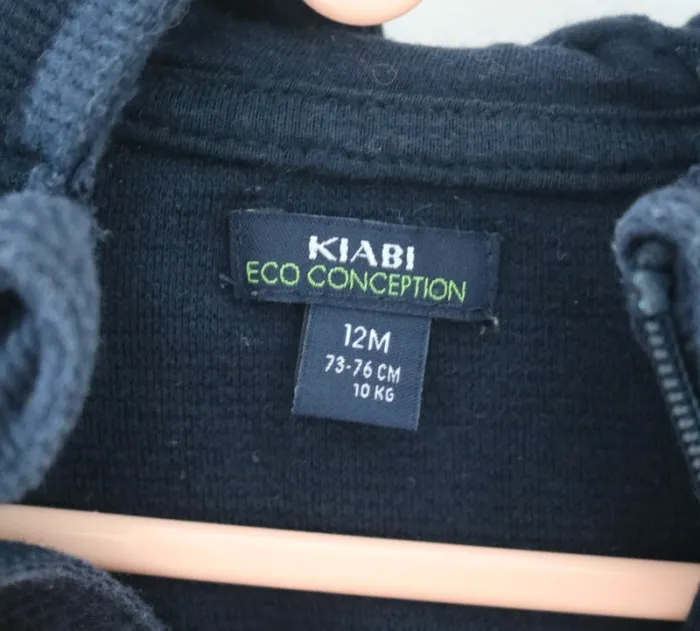 KIABI
ECO CONCEPTION
12M
73-76 CM
10 KG